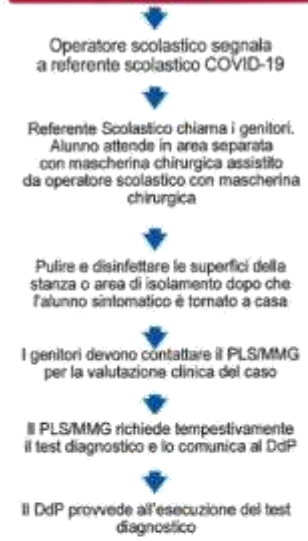 Operatore scolastico segnala
a referente scolastico COVID-19
Referente Scolastico chiama i genitori.
Alunno attende in area separata
con mascherina chirurgica assistito
da operatore scolastico con mascherina
chirurgica
Pulire e disinfettare le superfici della
stanza o area di isolamento dopo che
l'alunno sintomatico è tornato a casa
I genitori devono contattare il PLS/MMG
per la valutazione clinica del caso
Il PLS/MMG richiede tempestivamente
il test diagnostico e lo comunica al DdP
Il DdP provvede all'esecuzione del test
diagnostico